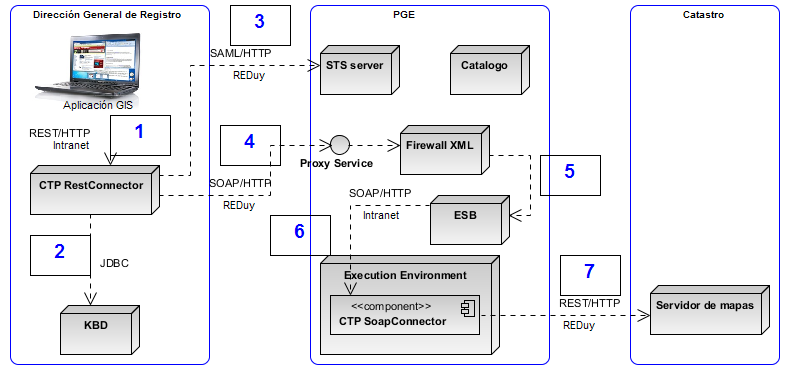 Dirección General de Registro
PGE
Catastro
3
SAML/HTTP
REDuy
STS server
Catalogo
Aplicación GIS
REST/HTTP
Intranet
1
4
Proxy Service
Firewall XML
CTP RestConnector
SOAP/HTTP
REDuy
5
SOAP/HTTP
Intranet
ESB
6
2
JDBC
Execution Environment
7
<<component>>
CTP SoapConnector
REST/HTTP
REDuy
Servidor de mapas
KBD